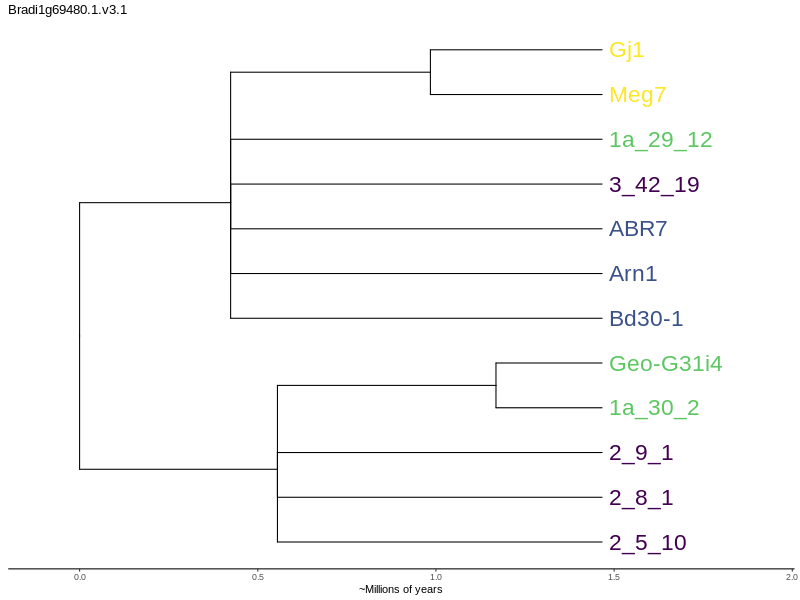 Bradi1g69480.1.v3.1
Gj1
Meg7
1a_29_12
3_42_19
ABR7
Arn1
Bd30-1
Geo-G31i4
1a_30_2
2_9_1
2_8_1
2_5_10
0.0 0.5 1.0 1.5 2.0
~Millions of years